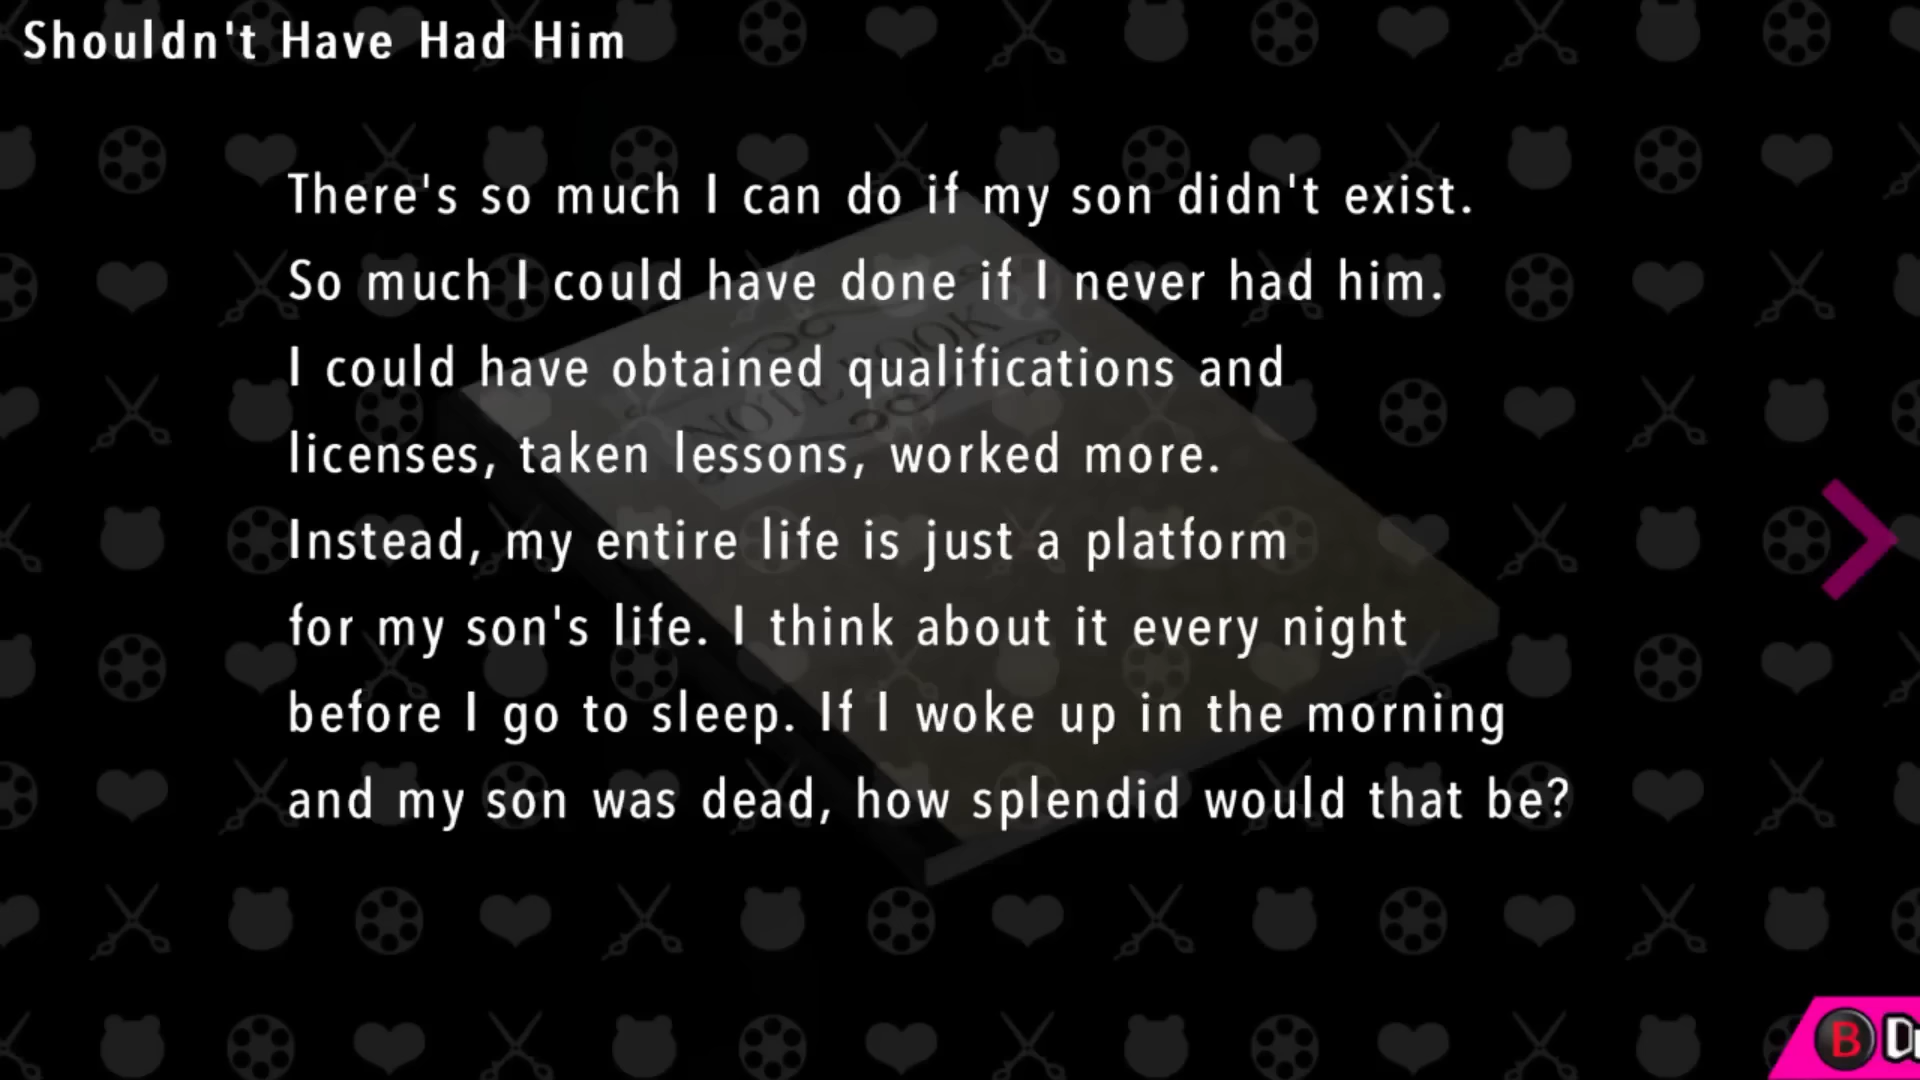 Shouldn't Have Had Him
There's so much I can do if my son didn't exist.
So much I could have done if I never had him.
I could have obtained qualifications and
licenses, taken lessons, worked more.
Instead, my entire life is just a platform
for my son's life. I think about it every night
before I go to sleep. If I woke up in the morning
and my son was dead, how splendid would that be?
NOTE BOOK
B